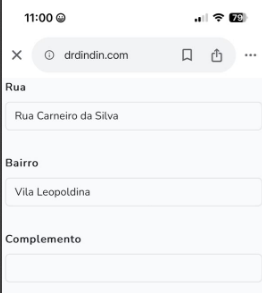 11:00
79
drdindin.com
Rua
Rua Carneiro da Silva
Bairro
Vila Leopoldina
Complemento